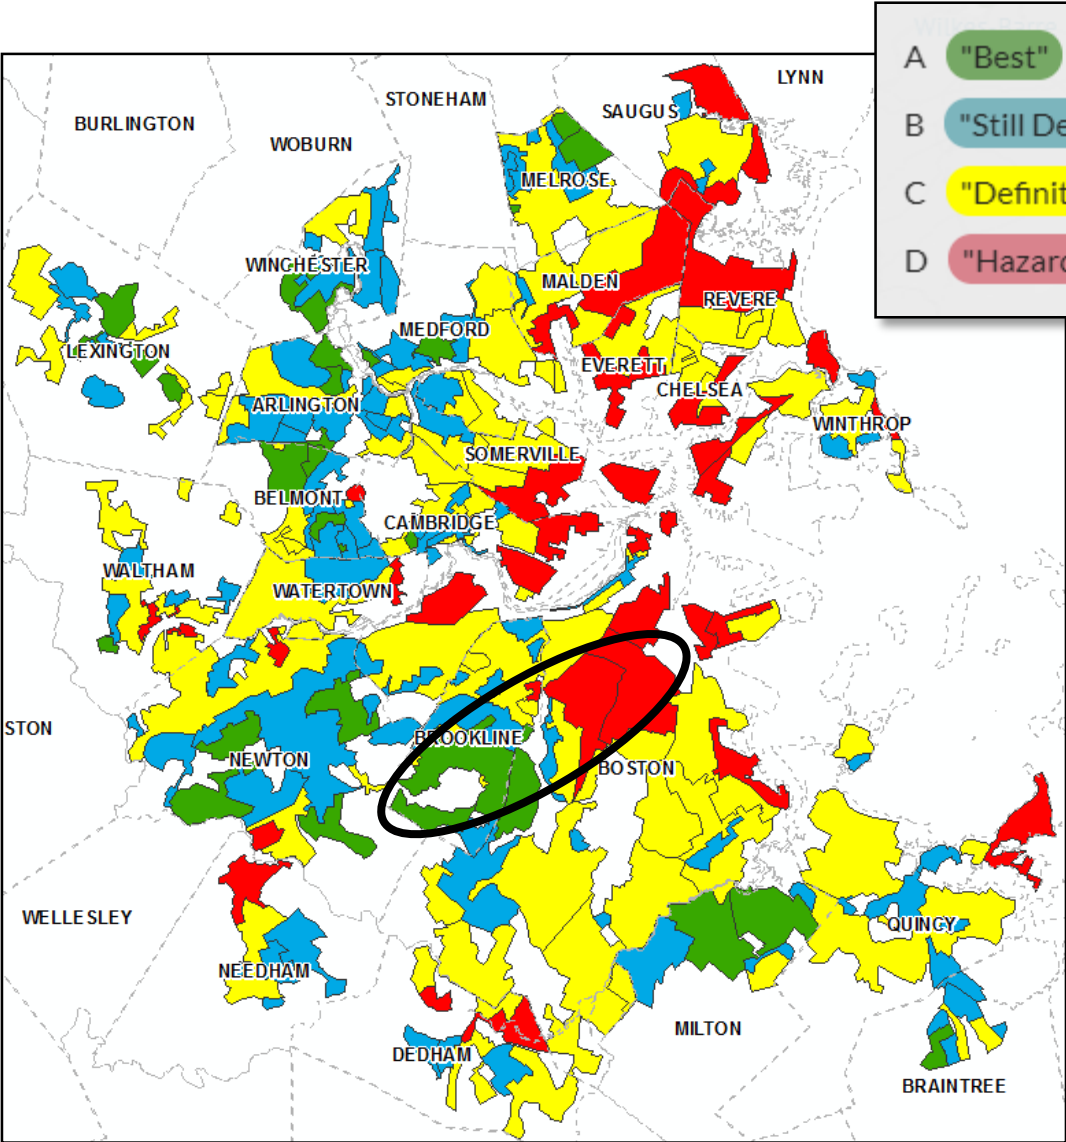 LYNN
STONEHAM
SAUGUS
BURLINGTON
WOBURN
MELROSE
A "Best"
B "Still De
C "Definit
D "Hazard
WINCHESTER
MALDEN
REVERE
MEDFORD
LEXINGTON
EVERETT
CHELSEA
ARLINGTON
WINTHROP
SOMERVILLE
BELMONT
CAMBRIDGE
WALTHAM
WATERTOWN
STON
BROOKLINE
NEWTON
BOSTON
WELLESLEY
QUINCY
NEEDHAM
MILTON
DEDHAM
BRAINTREE